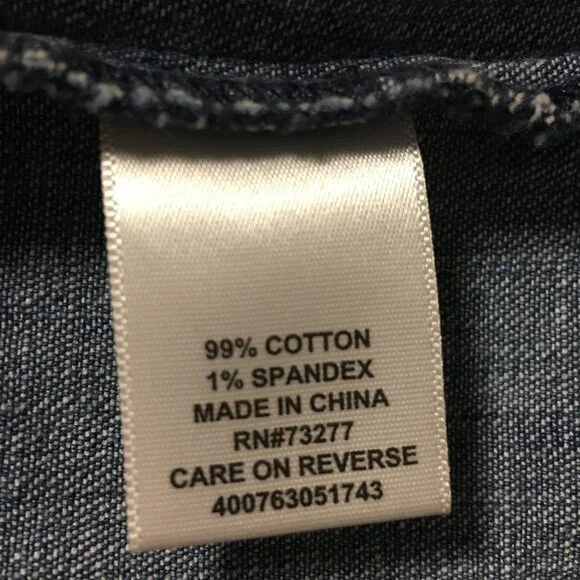 99% COTTON
1% SPANDEX
MADE IN CHINA
RN#73277
CARE ON REVERSE
400763051743